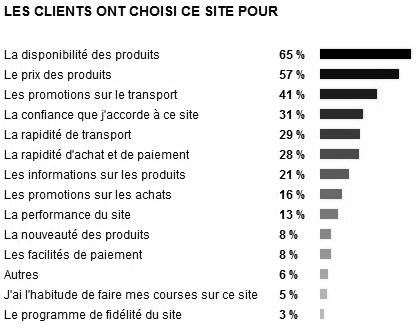 LES CLIENTS ONT CHOISI CE SITE POUR
La disponibilité des produits 65 %
Le prix des produits 57 %
Les promotions sur le transport 41 %
La confiance que j'accorde à ce site 31 %
La rapidité de transport 29 %
La rapidité d'achat et de paiement 28 %
Les informations sur les produits 21 %
Les promotions sur les achats 16 %
La performance du site 13 %
La nouveauté des produits 8 %
Les facilités de paiement 8 %
Autres 6 %
J'ai l'habitude de faire mes courses sur ce site 5 %
Le programme de fidélité du site 3 %